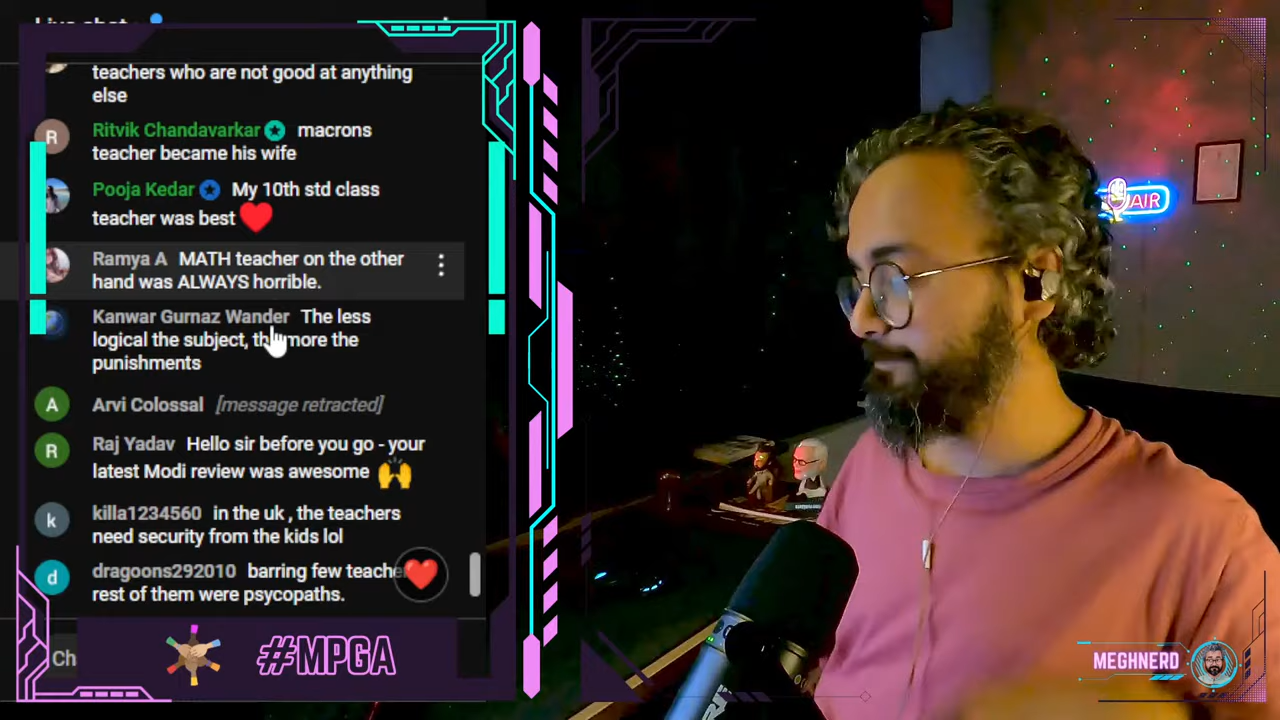 Live chat
teachers who are not good at anything
else
R Ritvik Chandavarkar macrons
teacher became his wife
Pooja Kedar My 10th std class
teacher was best
Ramya A MATH teacher on the other
hand was ALWAYS horrible.
Kanwar Gurnaz Wander The less
logical the subject, more the
punishments
A Arvi Colossal [message retracted]
R Raj Yadav Hello sir before you go - your
latest Modi review was awesome
k killa1234560 in the uk , the teachers
need security from the kids lol
d dragoons292010 barring few
rest of them were psycopaths.
Ch
#MPGA
AIR
MEGHNERD